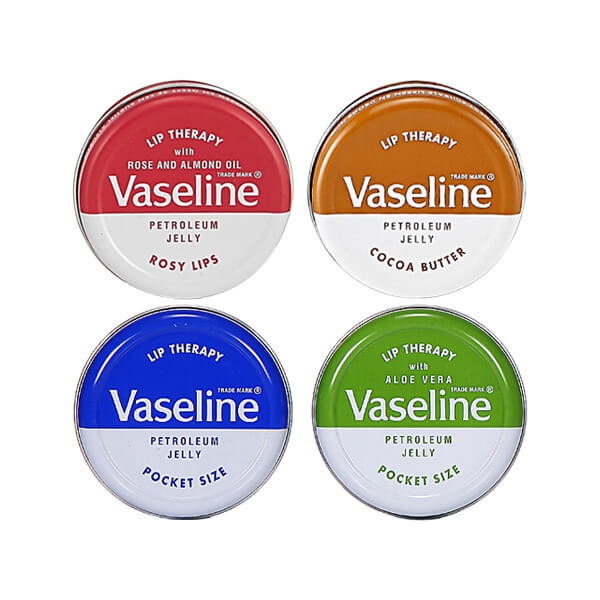 LIP THERAPY
with
ROSE AND ALMOND OIL
TRADE MARK ®
Vaseline
PETROLEUM
JELLY
ROSY LIPS
LIP THERAPY
TRADE MARK ®
Vaseline
PETROLEUM
JELLY
COCOA BUTTER
LIP THERAPY
TRADE MARK ®
Vaseline
PETROLEUM
JELLY
POCKET SIZE
LIP THERAPY
with
ALOE VERA
TRADE MARK ®
Vaseline
PETROLEUM
JELLY
POCKET SIZE